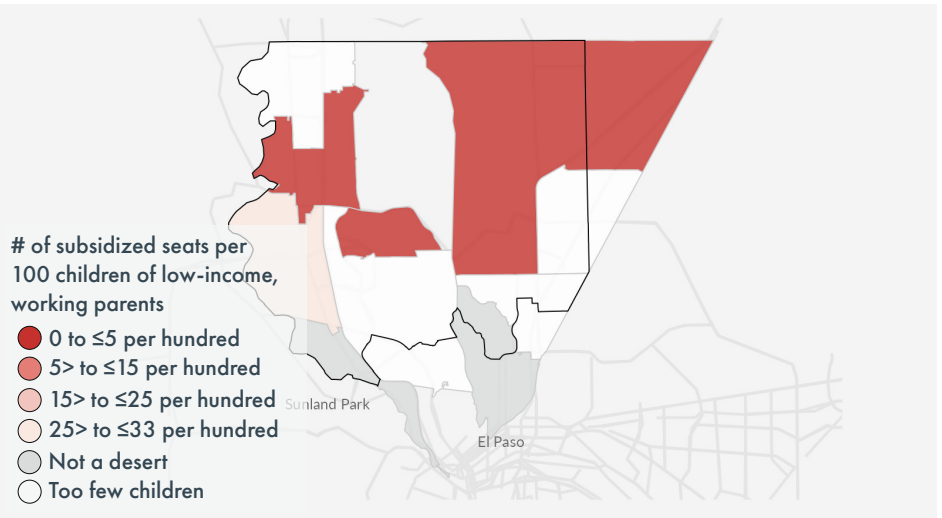 # of subsidized seats per
100 children of low-income,
working parents
0 to ≤5 per hundred
5> to ≤15 per hundred
15> to ≤25 per hundred
25> to ≤33 per hundred
Not a desert
Too few children
Sunland Park
El Paso